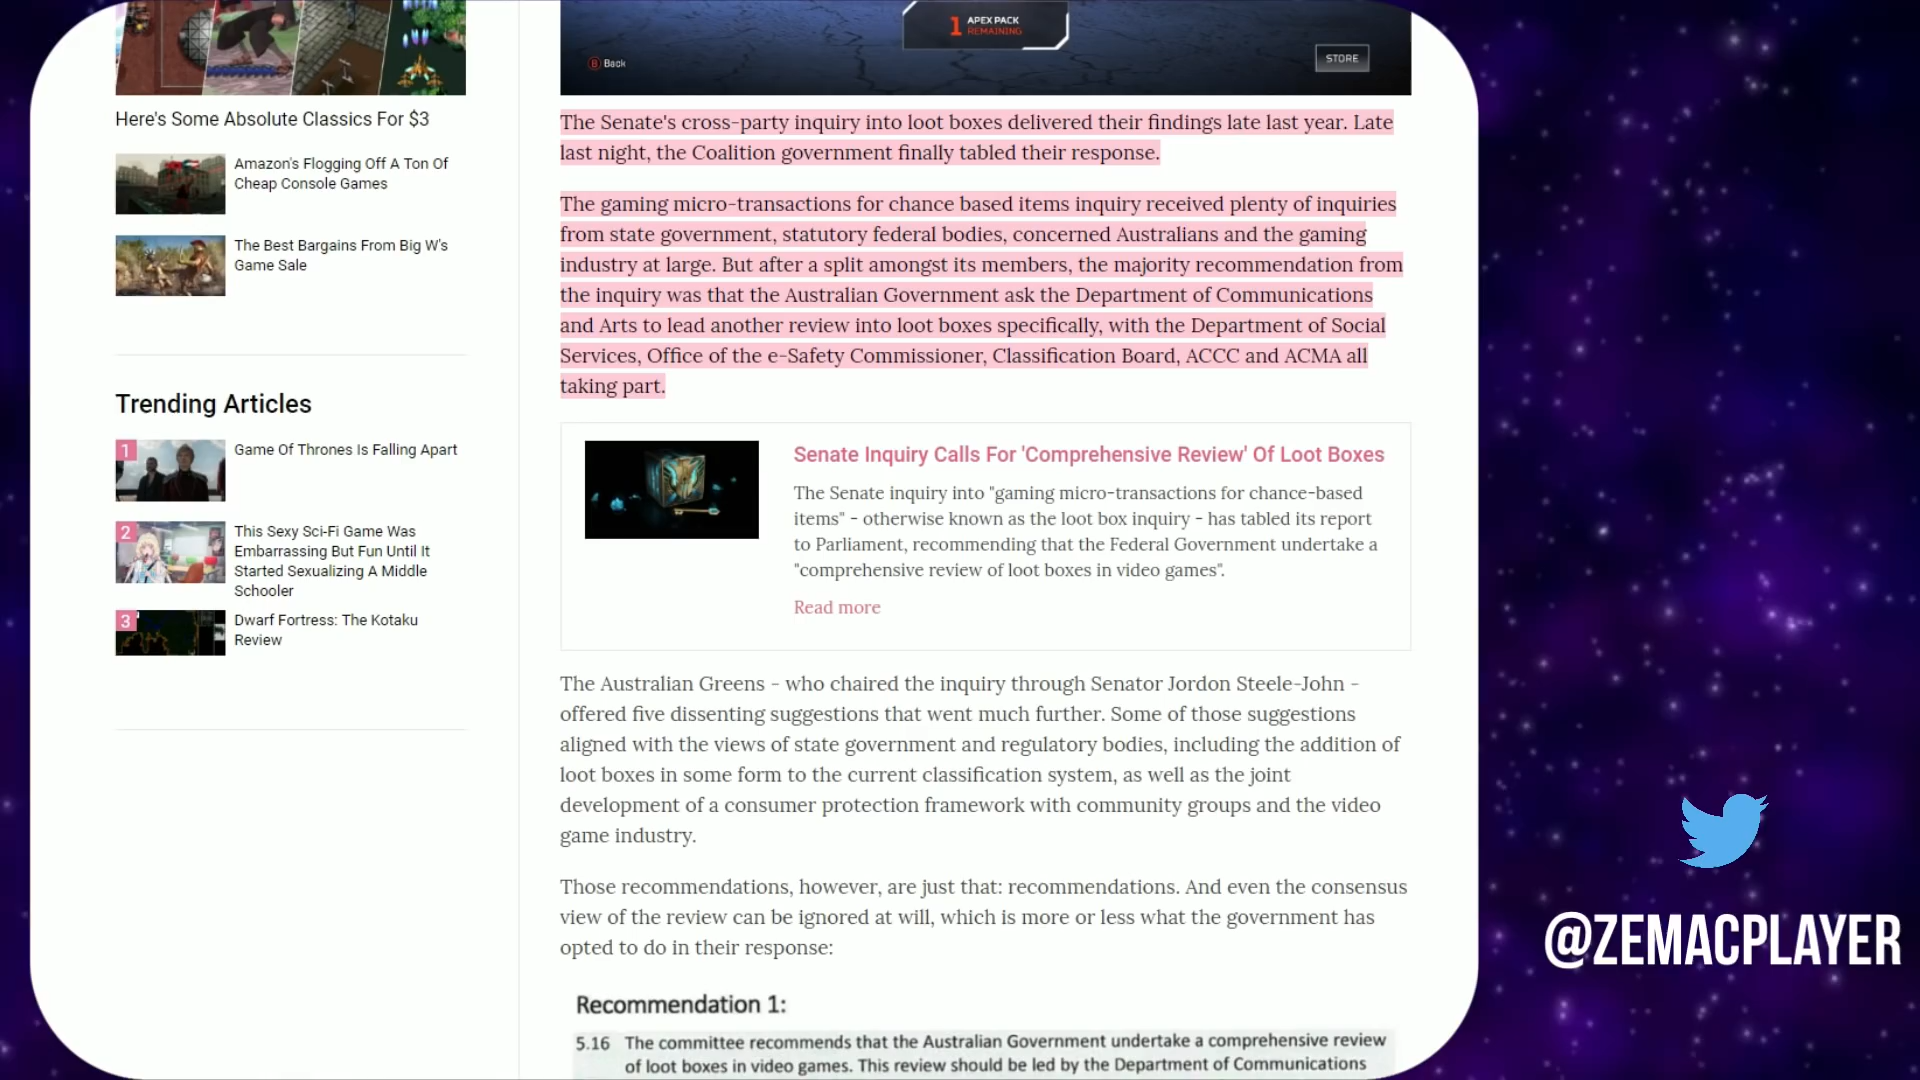 1 APEX PACK
REMAINING
B Back
STORE
Here's Some Absolute Classics For $3
Amazon's Flogging Off A Ton Of
Cheap Console Games
The Best Bargains From Big W's
Game Sale
Trending Articles
1
Game Of Thrones Is Falling Apart
2
This Sexy Sci-Fi Game Was
Embarrassing But Fun Until It
Started Sexualizing A Middle
Schooler
3
Dwarf Fortress: The Kotaku
Review
The Senate's cross-party inquiry into loot boxes delivered their findings late last year. Late
last night, the Coalition government finally tabled their response.
The gaming micro-transactions for chance based items inquiry received plenty of inquiries
from state government, statutory federal bodies, concerned Australians and the gaming
industry at large. But after a split amongst its members, the majority recommendation from
the inquiry was that the Australian Government ask the Department of Communications
and Arts to lead another review into loot boxes specifically, with the Department of Social
Services, Office of the e-Safety Commissioner, Classification Board, ACCC and ACMA all
taking part.
Senate Inquiry Calls For 'Comprehensive Review' Of Loot Boxes
The Senate inquiry into "gaming micro-transactions for chance-based
items" - otherwise known as the loot box inquiry - has tabled its report
to Parliament, recommending that the Federal Government undertake a
"comprehensive review of loot boxes in video games".
Read more
The Australian Greens - who chaired the inquiry through Senator Jordon Steele-John -
offered five dissenting suggestions that went much further. Some of those suggestions
aligned with the views of state government and regulatory bodies, including the addition of
loot boxes in some form to the current classification system, as well as the joint
development of a consumer protection framework with community groups and the video
game industry.
Those recommendations, however, are just that: recommendations. And even the consensus
view of the review can be ignored at will, which is more or less what the government has
opted to do in their response:
Recommendation 1:
5.16 The committee recommends that the Australian Government undertake a comprehensive review
of loot boxes in video games. This review should be led by the Department of Communications
@ZEMACPLAYER